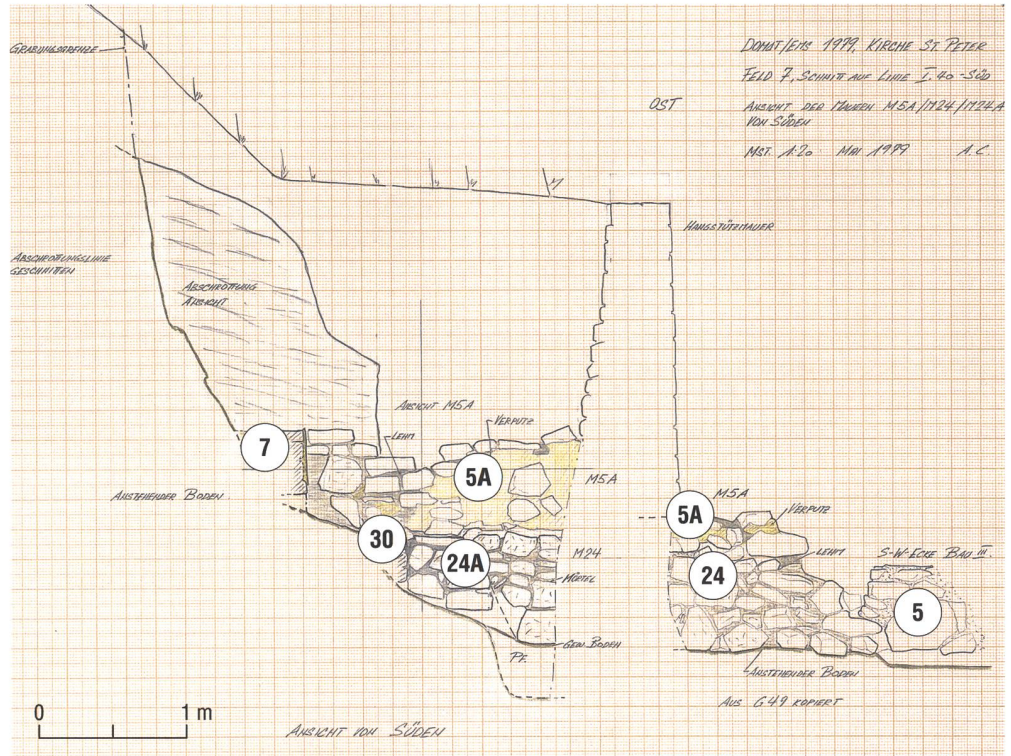 GRABUNGSGRENZE
DOMAT/EMS 1979, KIRCHE ST. PETER
FELD 7, SCHNITT AUF LINIE I. 40 -SÜD
OST
ANSICHT DER MAUERN M5A/M24/M24A
VON SÜDEN
MST. 1:20 MAI 1979 A.C.
HANGSTÜTZMAUER
ABSCHROTTUNGSLINIE
GESCHNITTEN
ABSCHROTTUNG
ANSICHT
ANSICHT M5A
VERPUTZ
LEHM
7
5A
M5A
ANSTEHENDER BODEN
M5A
5A
VERPUTZ
30
24A
M24
LEHM
S-W-ECKE BAU III.
MÖRTEL
24
5
GEW. BODEN
PF.
ANSTEHENDER BODEN
AUS G49 KOPIERT
0 1 m
ANSICHT VON SÜDEN